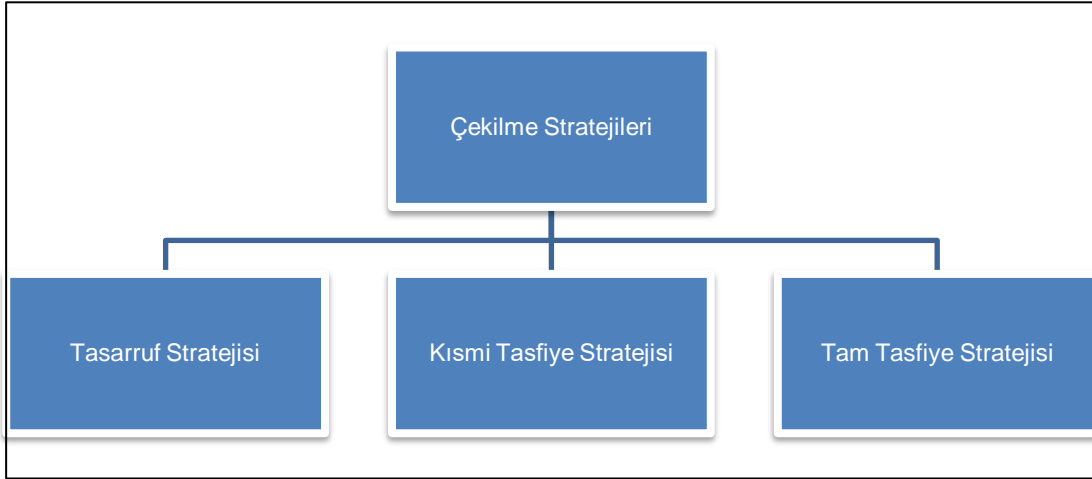 Çekilme Stratejileri
Tasarruf Stratejisi
Kısmi Tasfiye Stratejisi
Tam Tasfiye Stratejisi